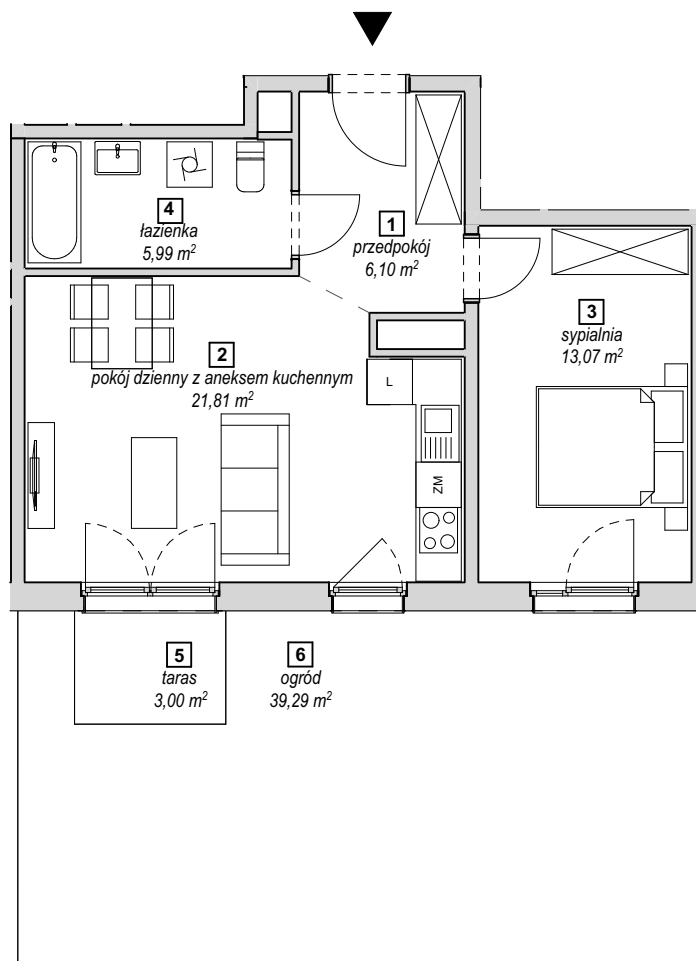 4
łazienka
5,99 m²
1
przedpokój
6,10 m²
3
sypialnia
13,07 m²
2
pokój dzienny z aneksem kuchennym
21,81 m²
L
ZM
5
taras
3,00 m²
6
ogród
39,29 m²